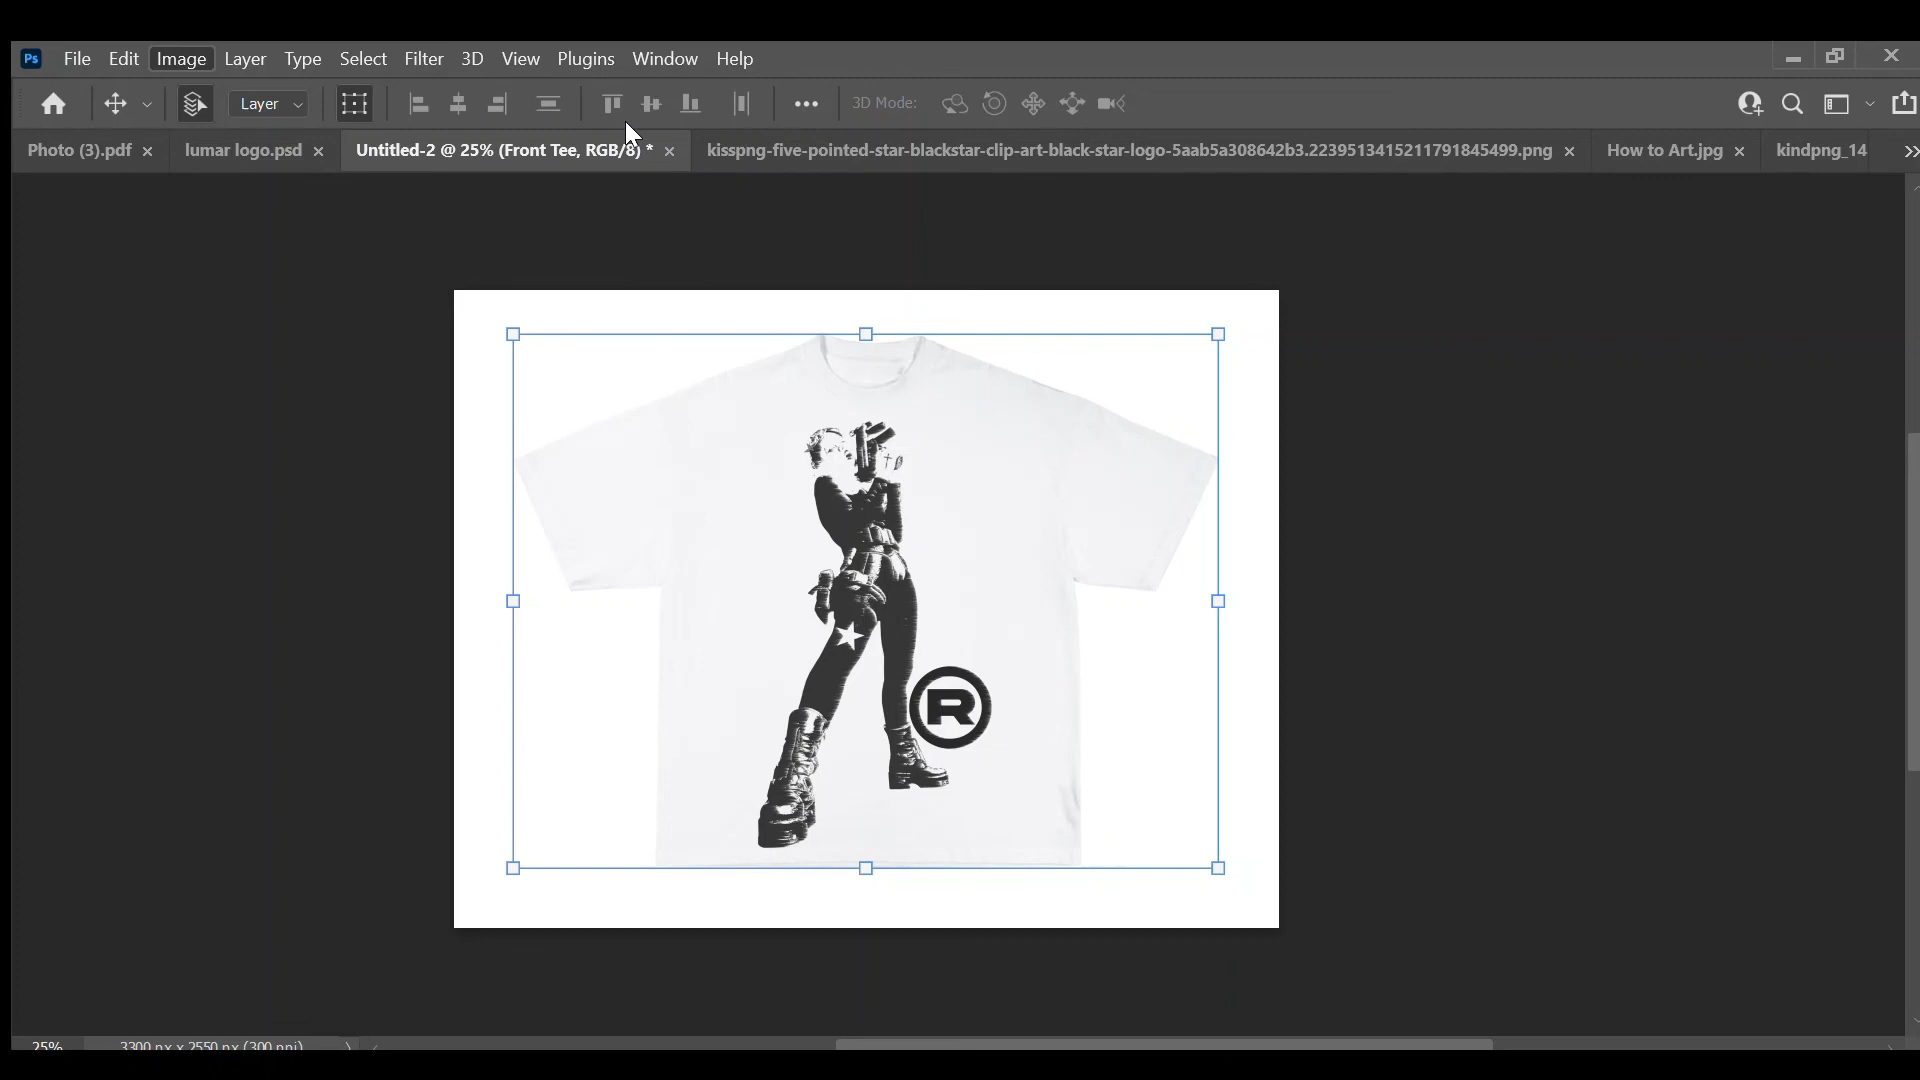 Ps File Edit Image Layer Type Select Filter 3D View Plugins Window Help
Layer 3D Mode:
Photo (3).pdf lumar logo.psd Untitled-2 @ 25% (Front Tee, RGB/8) * kisspng-five-pointed-star-blackstar-clip-art-black-star-logo-5aab5a308642b3.2239513415211791845499.png How to Art.jpg kindpng_14
R
25% 3300 px x 2550 px (300 ppi)